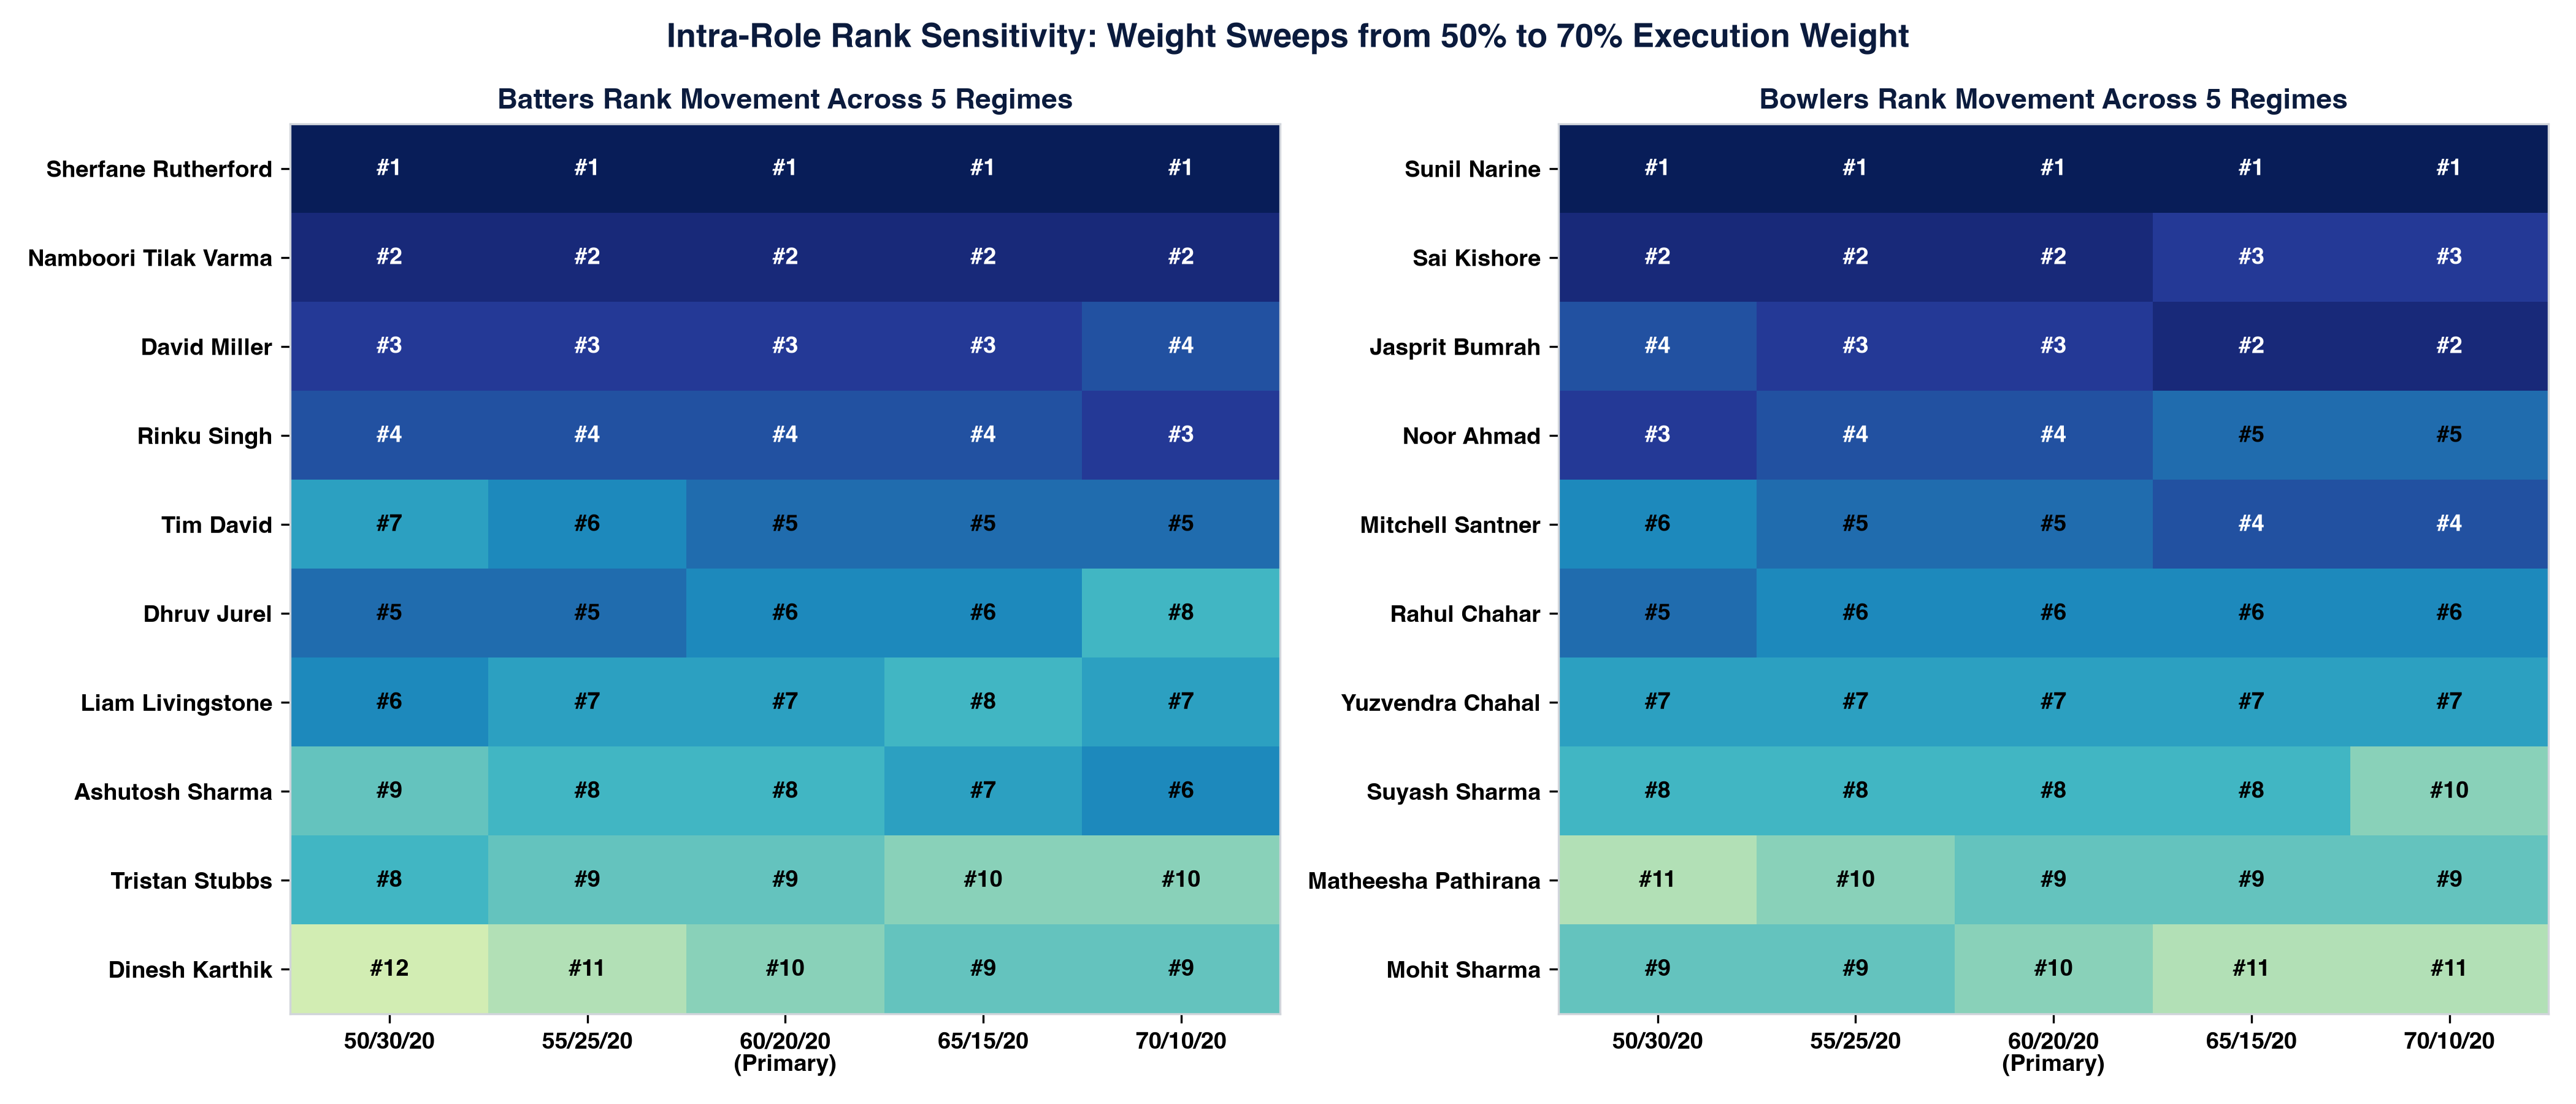 Intra-Role Rank Sensitivity: Weight Sweeps from 50% to 70% Execution Weight
Batters Rank Movement Across 5 Regimes
Sherfane Rutherford #1 #1 #1 #1 #1
Namboori Tilak Varma #2 #2 #2 #2 #2
David Miller #3 #3 #3 #3 #4
Rinku Singh #4 #4 #4 #4 #3
Tim David #7 #6 #5 #5 #5
Dhruv Jurel #5 #5 #6 #6 #8
Liam Livingstone #6 #7 #7 #8 #7
Ashutosh Sharma #9 #8 #8 #7 #6
Tristan Stubbs #8 #9 #9 #10 #10
Dinesh Karthik #12 #11 #10 #9 #9
50/30/20 55/25/20 60/20/20 65/15/20 70/10/20
(Primary)
Bowlers Rank Movement Across 5 Regimes
Sunil Narine #1 #1 #1 #1 #1
Sai Kishore #2 #2 #2 #3 #3
Jasprit Bumrah #4 #3 #3 #2 #2
Noor Ahmad #3 #4 #4 #5 #5
Mitchell Santner #6 #5 #5 #4 #4
Rahul Chahar #5 #6 #6 #6 #6
Yuzvendra Chahal #7 #7 #7 #7 #7
Suyash Sharma #8 #8 #8 #8 #10
Matheesha Pathirana #11 #10 #9 #9 #9
Mohit Sharma #9 #9 #10 #11 #11
50/30/20 55/25/20 60/20/20 65/15/20 70/10/20
(Primary)